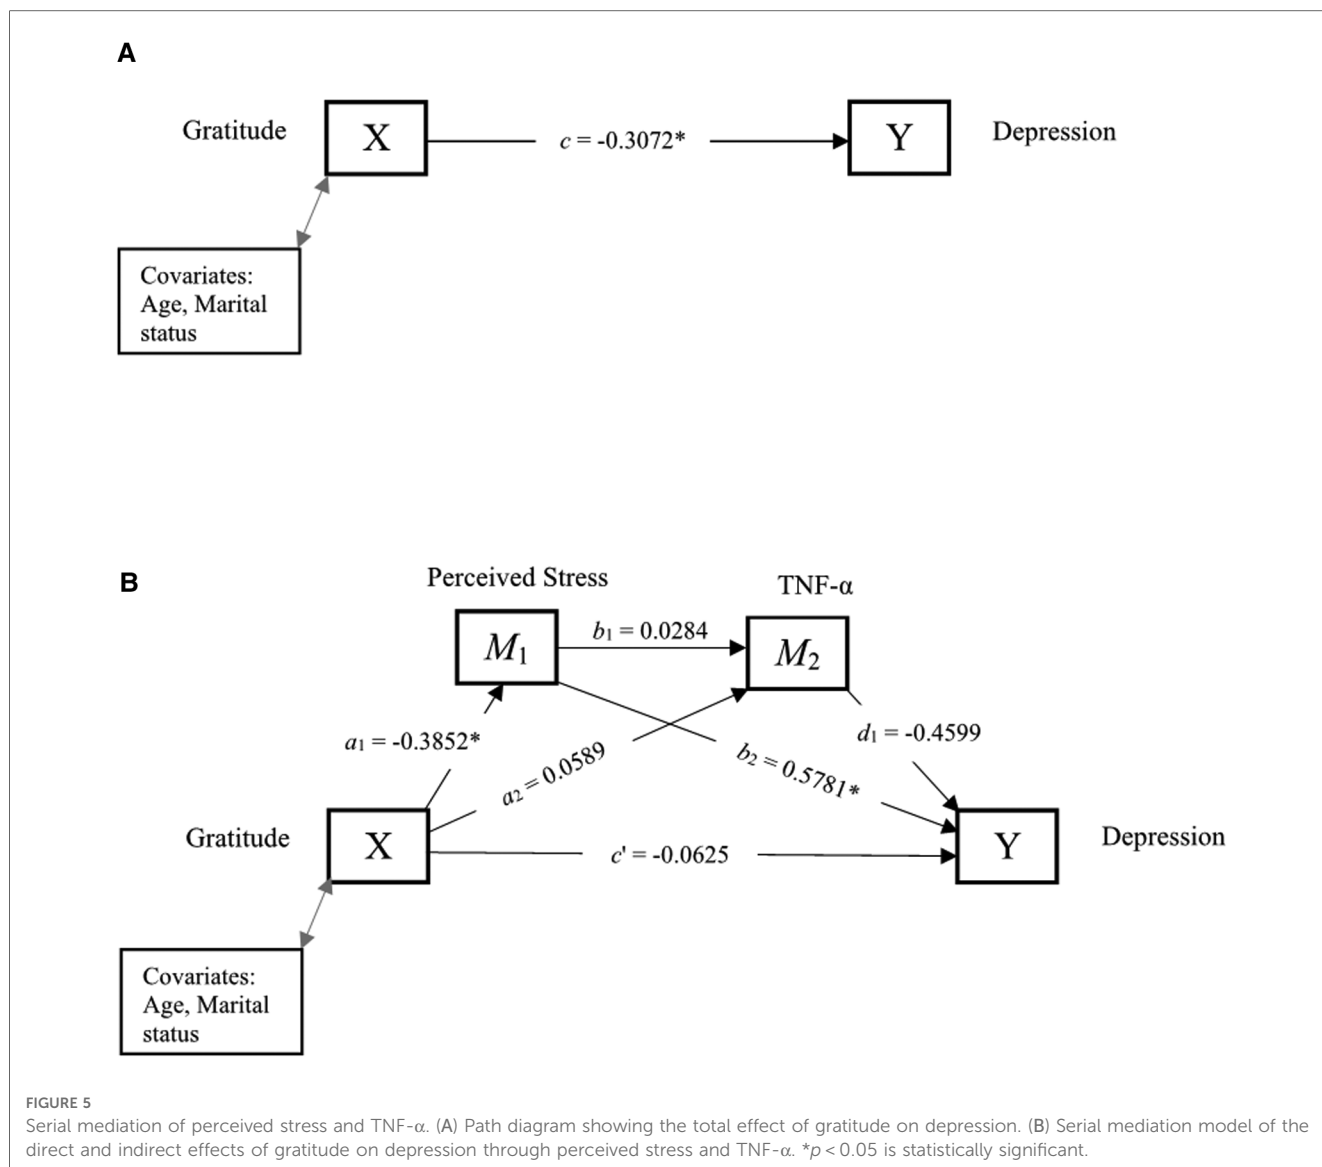 A
Gratitude
X
c = -0.3072*
Y
Depression
Covariates:
Age, Marital
status
B
Perceived Stress
TNF-α
M₁
b₁ = 0.0284
M₂
a₁ = -0.3852*
a₂ = 0.0589
b₂ = 0.5781*
d₁ = -0.4599
Gratitude
X
c' = -0.0625
Y
Depression
Covariates:
Age, Marital
status
FIGURE 5
Serial mediation of perceived stress and TNF-α. (A) Path diagram showing the total effect of gratitude on depression. (B) Serial mediation model of the
direct and indirect effects of gratitude on depression through perceived stress and TNF-α. *p < 0.05 is statistically significant.